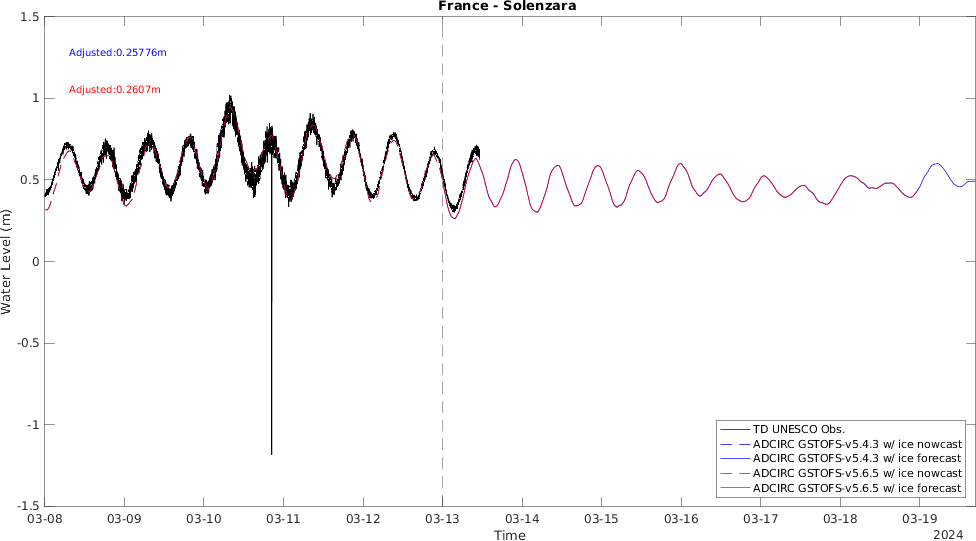 France - Solenzara
1.5
1
0.5
0
-0.5
-1
-1.5
Water Level (m)
Adjusted:0.25776m
Adjusted:0.2607m
TD UNESCO Obs.
ADCIRC GSTOFS-v5.4.3 w/ ice nowcast
ADCIRC GSTOFS-v5.4.3 w/ ice forecast
ADCIRC GSTOFS-v5.6.5 w/ ice nowcast
ADCIRC GSTOFS-v5.6.5 w/ ice forecast
03-08 03-09 03-10 03-11 03-12 03-13 03-14 03-15 03-16 03-17 03-18 03-19
Time
2024